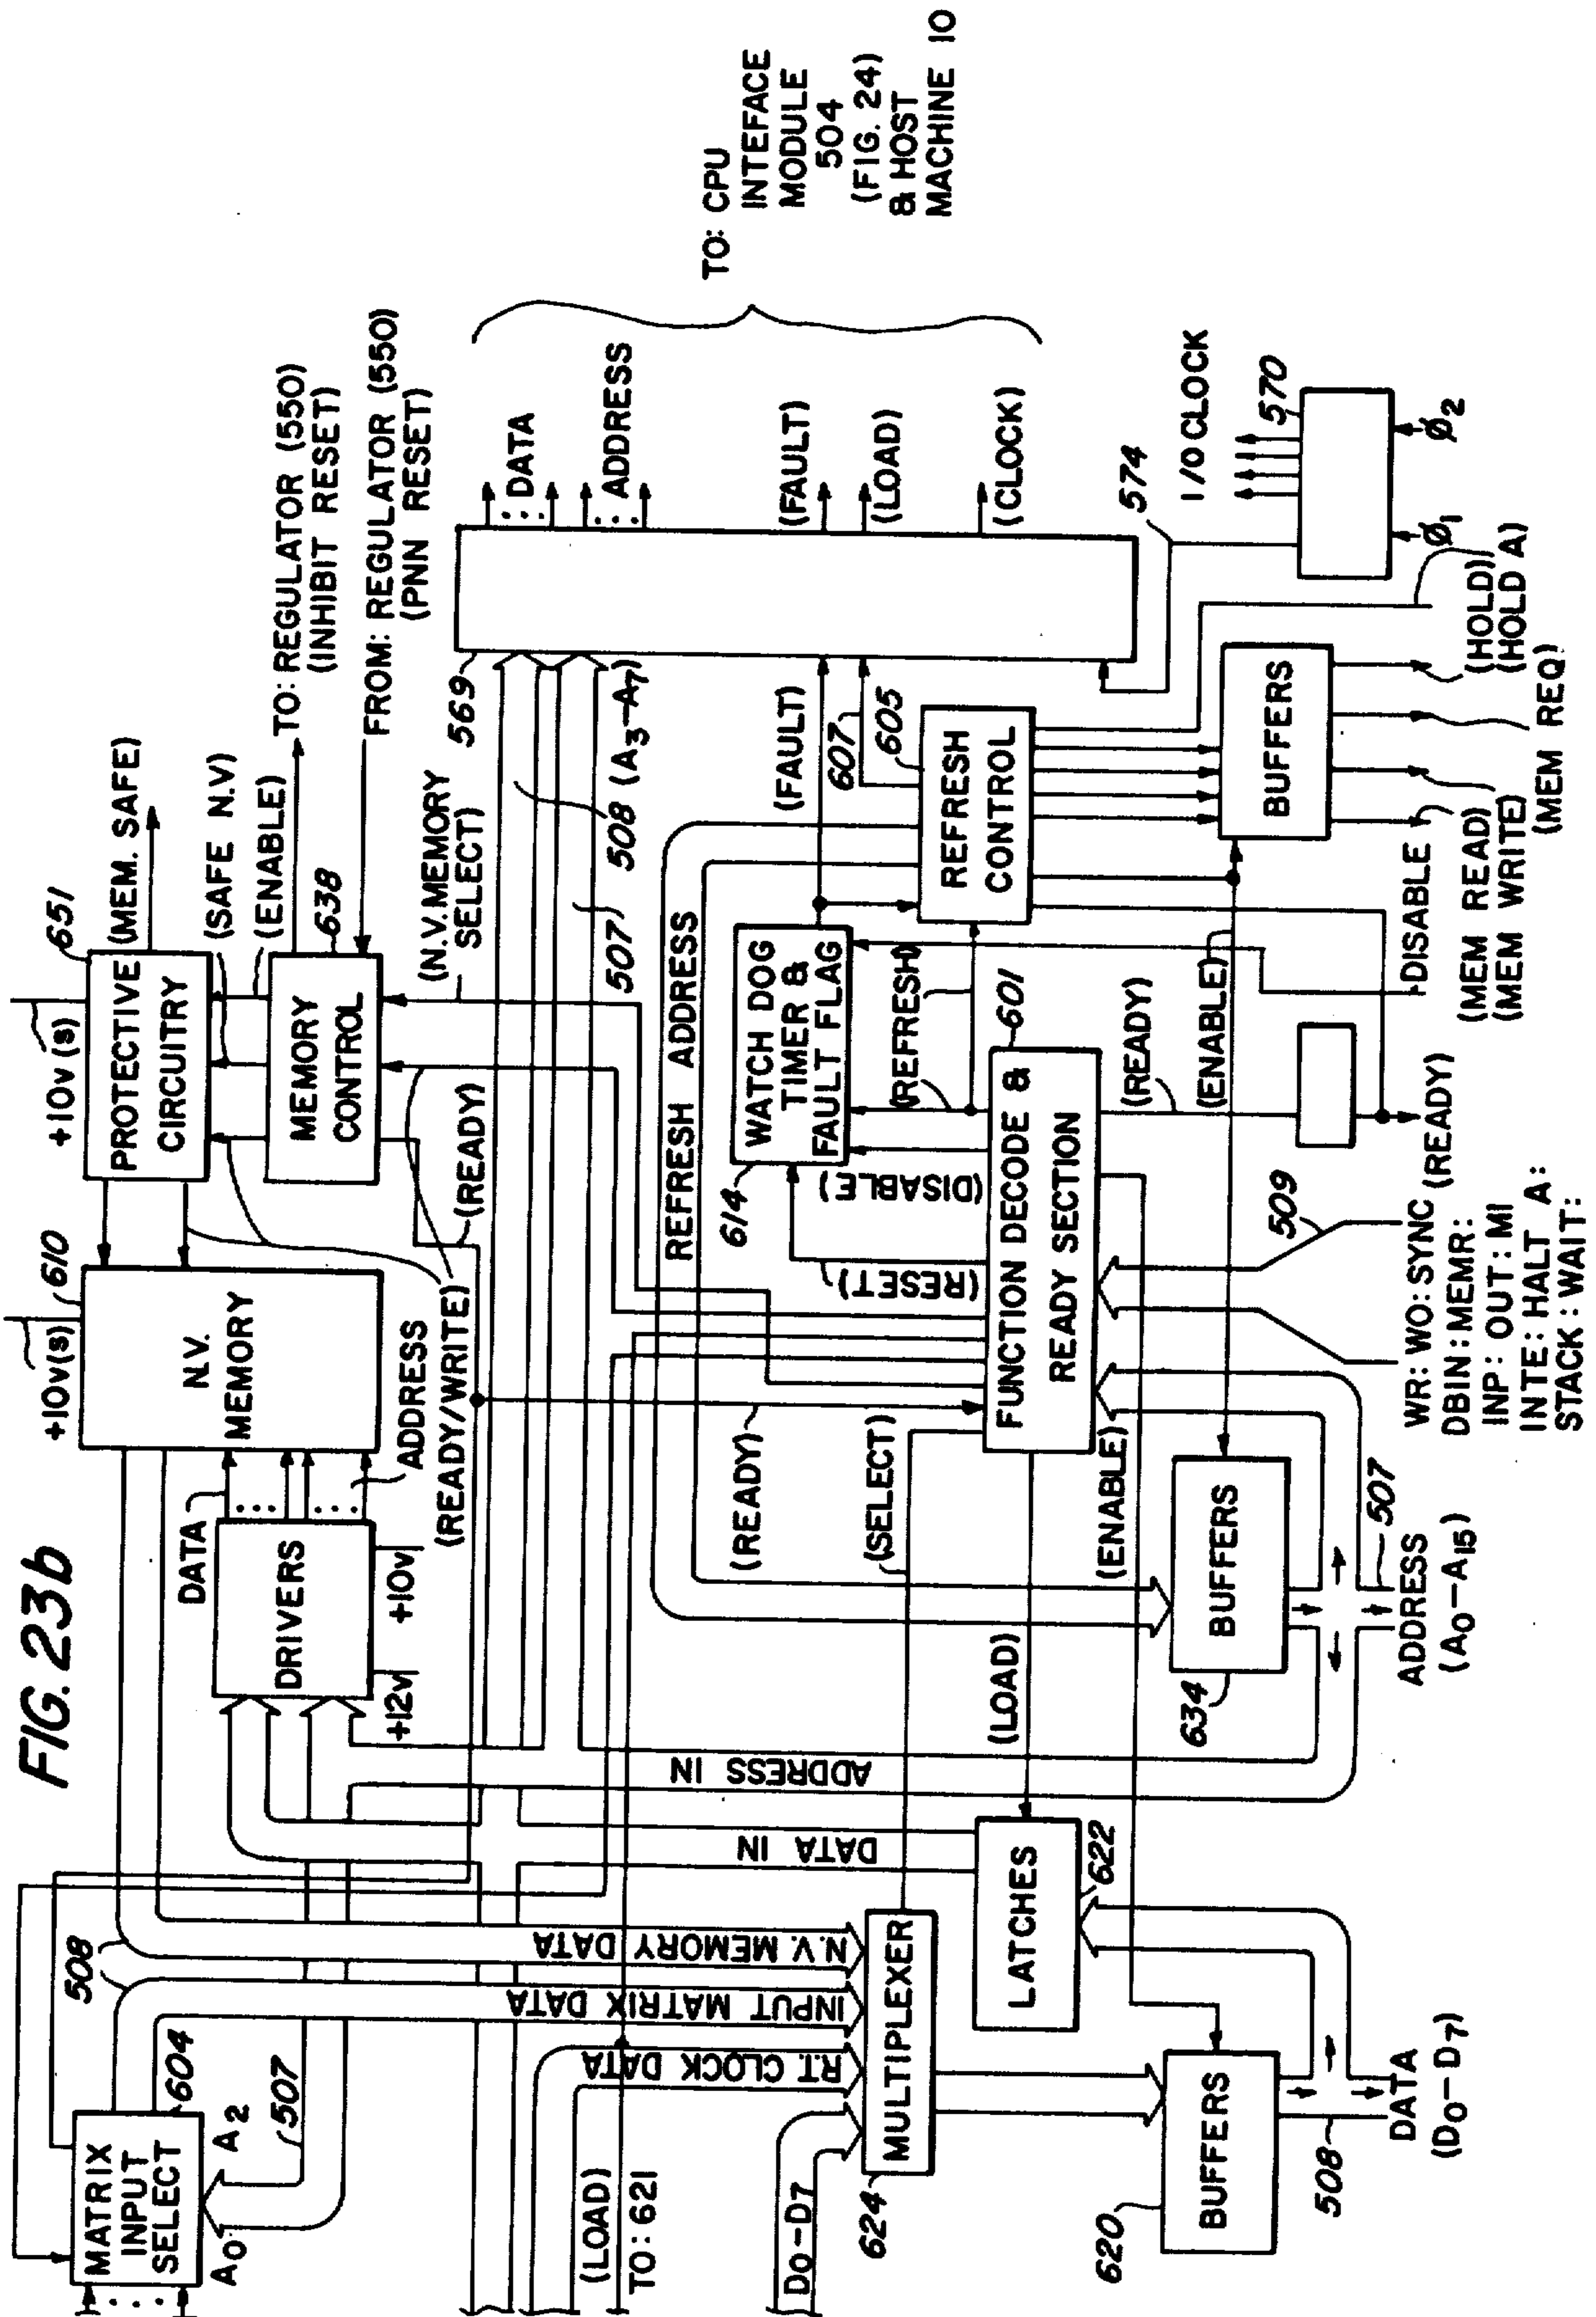 FIG. 23b
MATRIX
INPUT
SELECT
604
A0
A2
507
508
+10v(s)
610
N.V.
MEMORY
DATA
DRIVERS
+12v
+10v
ADDRESS
(READY/WRITE)
+10v(s)
651
PROTECTIVE
CIRCUITRY
(MEM. SAFE)
(SAFE N.V)
(ENABLE)
MEMORY
CONTROL
638
TO: REGULATOR (550)
(INHIBIT RESET)
FROM: REGULATOR (550)
(PNN RESET)
(READY)
(N.V. MEMORY
SELECT)
569
508 (A3-A7)
507
DATA
ADDRESS
(FAULT)
(LOAD)
(CLOCK)
TO: CPU
INTEFACE
MODULE
504
(FIG. 24)
& HOST
MACHINE 10
(LOAD)
TO: 621
D0-D7
R.T. CLOCK DATA
INPUT MATRIX DATA
N.V. MEMORY DATA
DATA IN
ADDRESS IN
624
MULTIPLEXER
(SELECT)
(READY)
REFRESH ADDRESS
614
WATCH DOG
TIMER &
FAULT FLAG
(RESET)
(DISABLE)
(REFRESH)
(FAULT)
607
605
REFRESH
CONTROL
601
FUNCTION DECODE &
READY SECTION
(LOAD)
LATCHES
622
(ENABLE)
(READY)
(ENABLE)
574
I/O CLOCK
570
Ø1
Ø2
620
BUFFERS
508
DATA
(D0-D7)
634
BUFFERS
507
ADDRESS
(A0-A15)
509
WR: WO: SYNC
DBIN: MEMR:
INP: OUT: MI
INTE: HALT A:
STACK: WAIT:
(READY)
DISABLE
BUFFERS
(MEM READ)
(MEM WRITE)
(MEM REQ)
(HOLD)
(HOLD A)